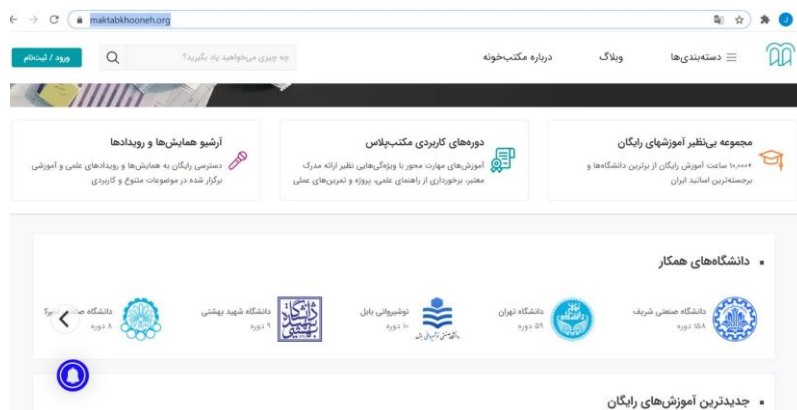 maktabkhooneh.org
دسته‌بندی‌ها
وبلاگ
درباره مکتب‌خونه
چه چیزی می‌خواهید یاد بگیرید؟
ورود / ثبت‌نام
مجموعه بی‌نظیر آموزشهای رایگان
+۱۰,۰۰۰ ساعت آموزش رایگان از برترین دانشگاه‌ها و
برجسته‌ترین اساتید ایران
دوره‌های کاربردی مکتب‌پلاس
آموزش‌های مهارت محور با ویژگی‌هایی نظیر ارائه مدرک
معتبر، برخورداری از راهنمای علمی، پروژه و تمرین‌های عملی
آرشیو همایش‌ها و رویدادها
دسترسی رایگان به همایش‌ها و رویدادهای علمی و آموزشی
برگزار شده در موضوعات متنوع و کاربردی
دانشگاه‌های همکار
دانشگاه صنعتی شریف
۱۵۸ دوره
دانشگاه تهران
۵۹ دوره
نوشیروانی بابل
۱۰ دوره
دانشگاه شهید بهشتی
۹ دوره
دانشگاه
۸ دوره
جدیدترین آموزش‌های رایگان